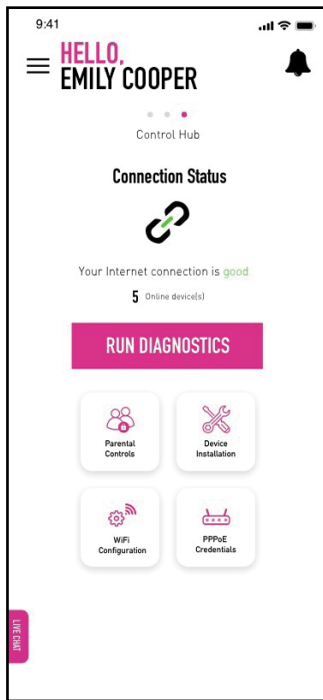 9:41
HELLO,
EMILY COOPER
Control Hub
Connection Status
Your Internet connection is good
5 Online device(s)
RUN DIAGNOSTICS
Parental
Controls
Device
Installation
WiFi
Configuration
PPPoE
Credentials
LIVE CHAT